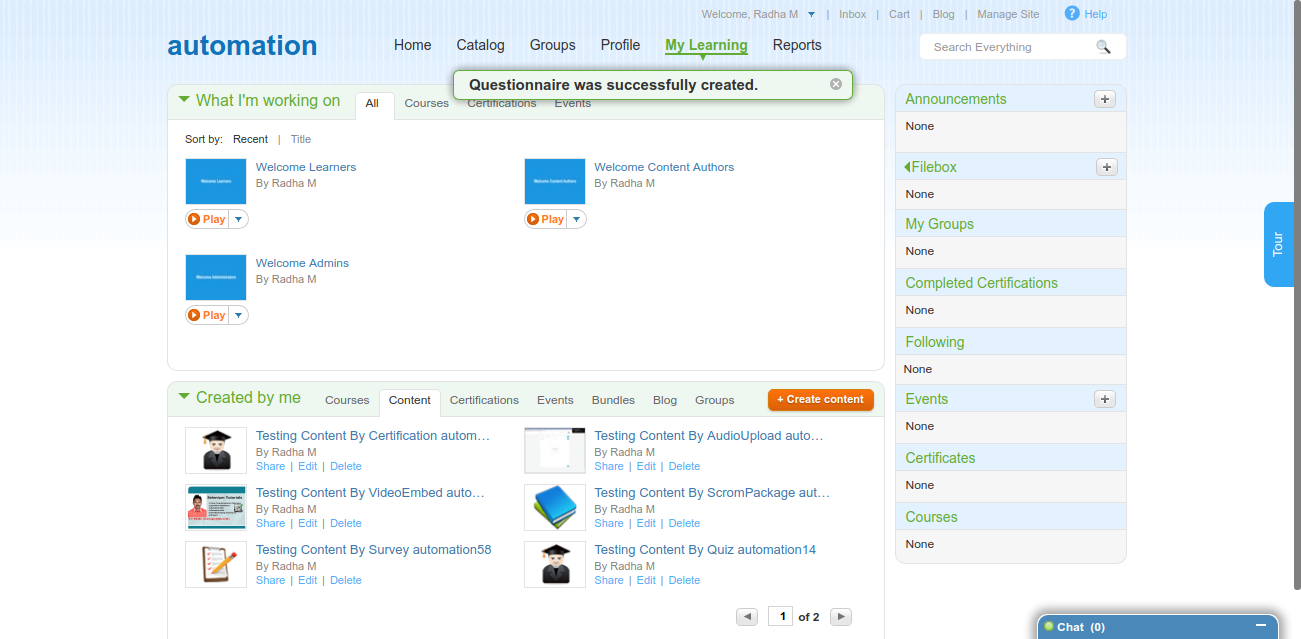 Welcome, Radha M | Inbox | Cart | Blog | Manage Site ? Help
automation
Home Catalog Groups Profile My Learning Reports
Search Everything
Questionnaire was successfully created.
What I'm working on All Courses Certifications Events
Sort by: Recent | Title
Welcome Learners
Welcome Learners
By Radha M
Play
Welcome Content Authors
Welcome Content Authors
By Radha M
Play
Welcome Administrators
Welcome Admins
By Radha M
Play
Created by me Courses Content Certifications Events Bundles Blog Groups + Create content
Testing Content By Certification autom…
By Radha M
Share | Edit | Delete
Testing Content By AudioUpload auto…
By Radha M
Share | Edit | Delete
Selenium Tutorials
Testing Content By VideoEmbed auto…
By Radha M
Share | Edit | Delete
Testing Content By ScromPackage aut…
By Radha M
Share | Edit | Delete
Testing Content By Survey automation58
By Radha M
Share | Edit | Delete
Testing Content By Quiz automation14
By Radha M
Share | Edit | Delete
1 of 2
Announcements +
None
Filebox +
None
My Groups
None
Completed Certifications
None
Following
None
Events +
None
Certificates
None
Courses
None
Tour
Chat (0)